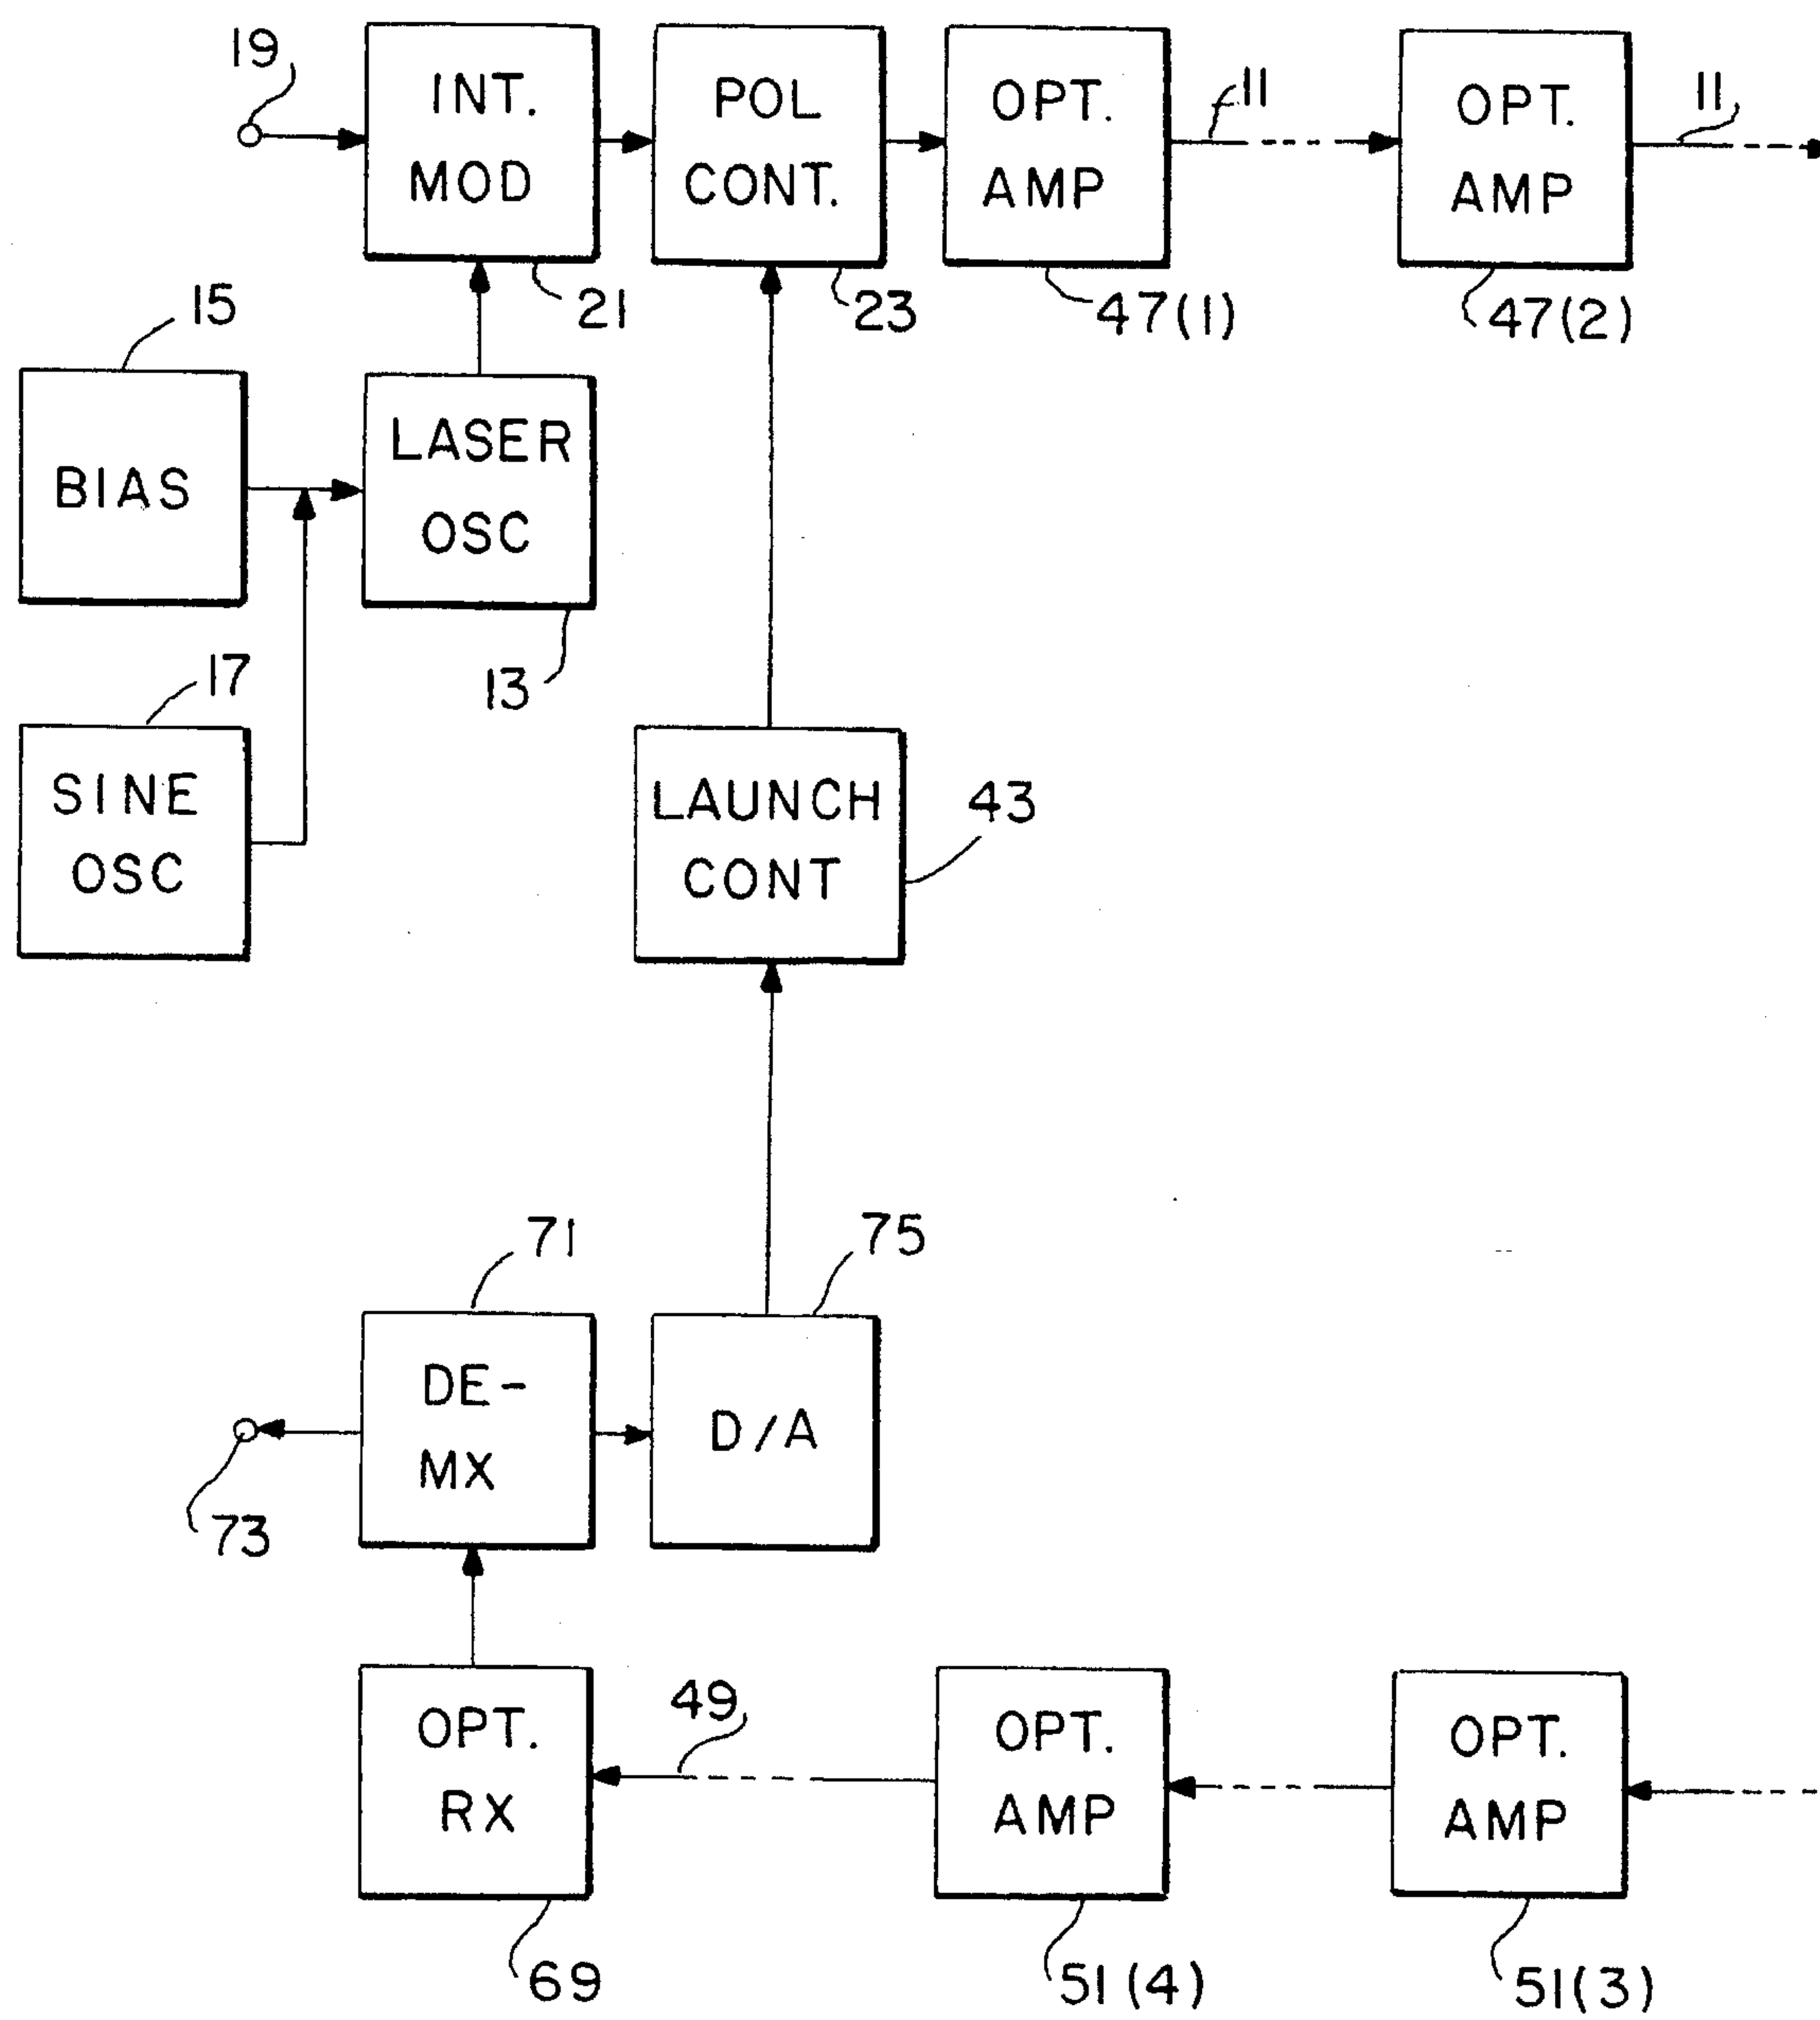 19
INT.
MOD
21
POL
CONT.
23
OPT.
AMP
47(1)
11
OPT.
AMP
47(2)
11
15
BIAS
LASER
OSC
13
17
SINE
OSC
LAUNCH
CONT
43
71
DE-
MX
73
75
D/A
OPT.
RX
69
49
OPT.
AMP
51(4)
OPT.
AMP
51(3)